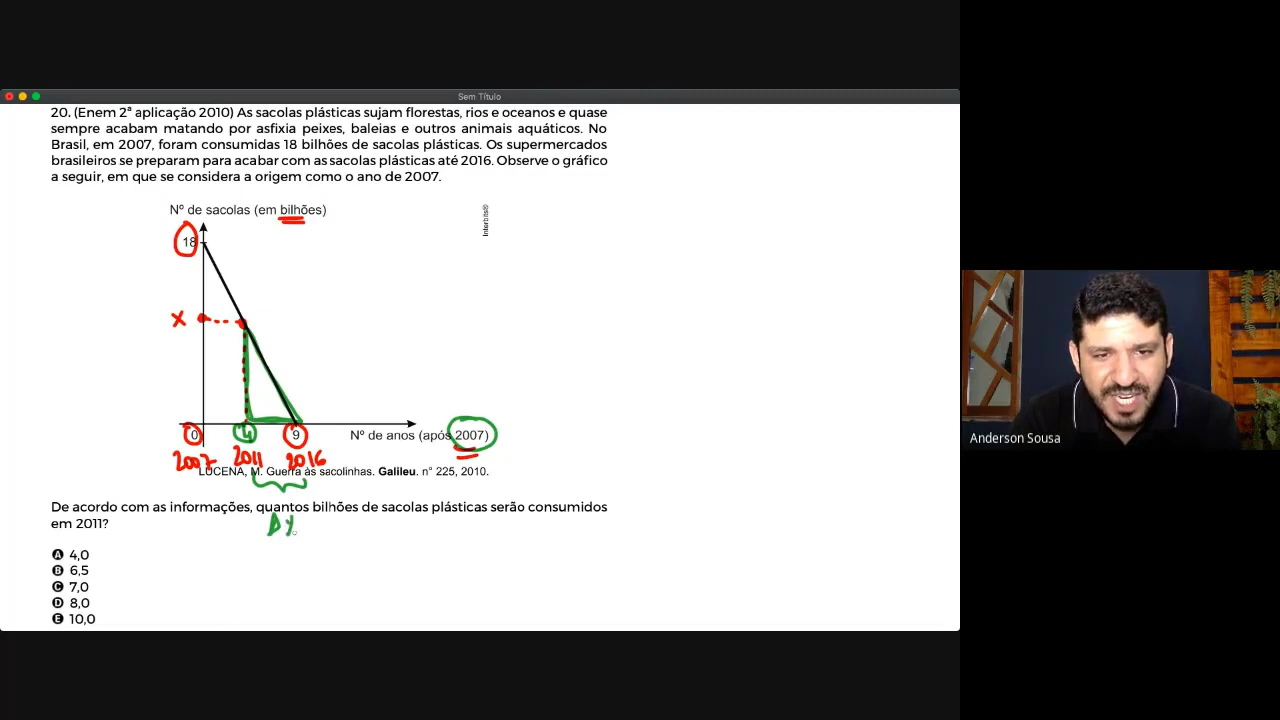 Sem Título
20. (Enem 2ª aplicação 2010) As sacolas plásticas sujam florestas, rios e oceanos e quase
sempre acabam matando por asfixia peixes, baleias e outros animais aquáticos. No
Brasil, em 2007, foram consumidas 18 bilhões de sacolas plásticas. Os supermercados
brasileiros se preparam para acabar com as sacolas plásticas até 2016. Observe o gráfico
a seguir, em que se considera a origem como o ano de 2007.
Nº de sacolas (em bilhões)
Interbits®
18
X
0 4 9 Nº de anos (após 2007)
2007 2011 2016
LUCENA, M. Guerra às sacolinhas. Galileu. n° 225, 2010.
De acordo com as informações, quantos bilhões de sacolas plásticas serão consumidos
em 2011?
Δy
A 4,0
B 6,5
C 7,0
D 8,0
E 10,0
Anderson Sousa